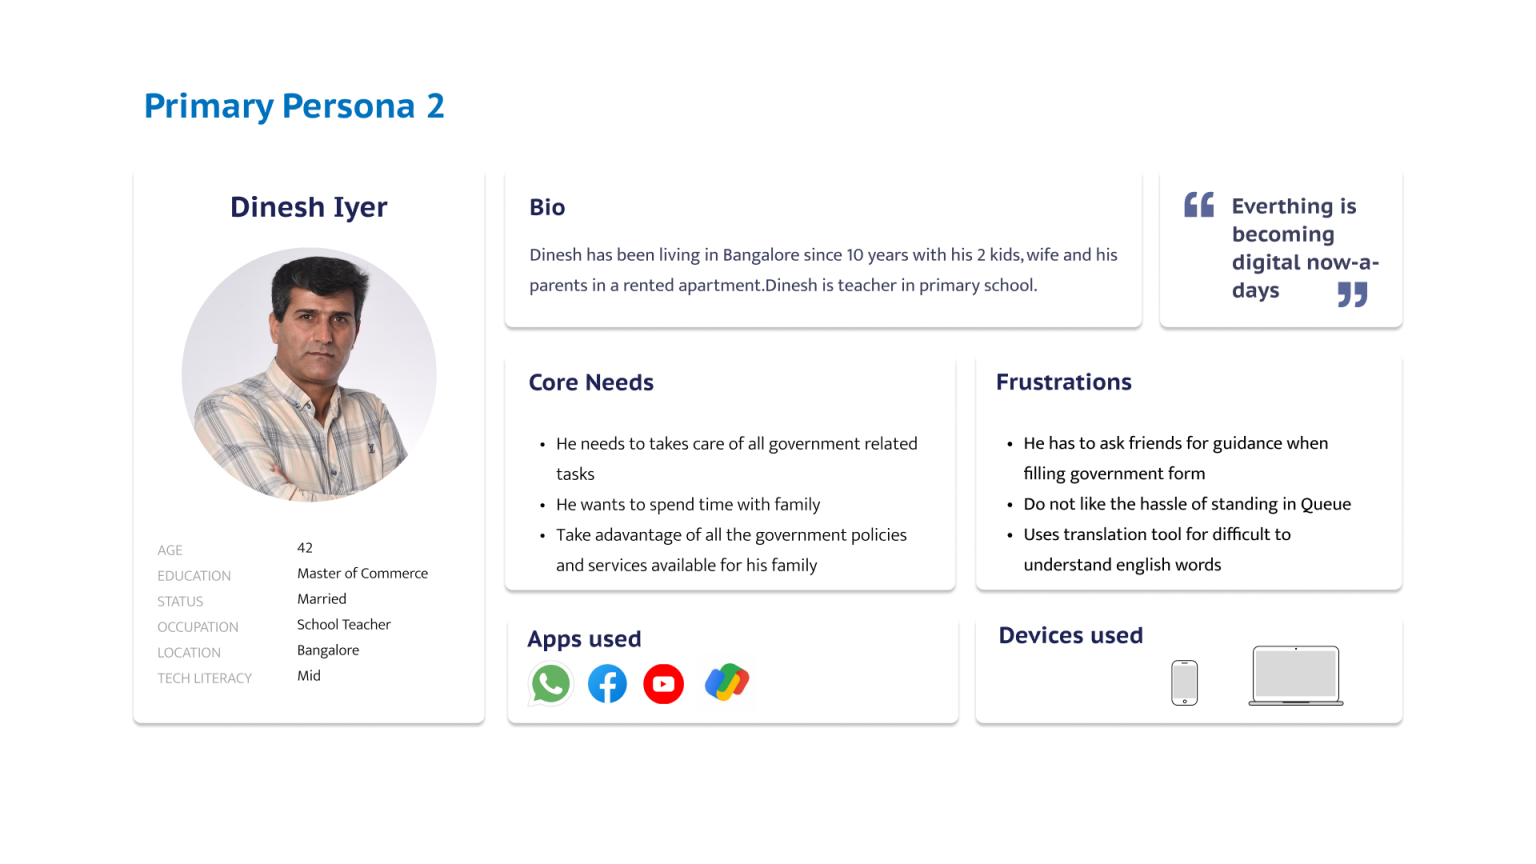 Primary Persona 2
Dinesh Iyer
AGE 42
EDUCATION Master of Commerce
STATUS Married
OCCUPATION School Teacher
LOCATION Bangalore
TECH LITERACY Mid
Bio
Dinesh has been living in Bangalore since 10 years with his 2 kids, wife and his
parents in a rented apartment.Dinesh is teacher in primary school.
“ Everthing is
becoming
digital now-a-
days ”
Core Needs
• He needs to takes care of all government related
tasks
• He wants to spend time with family
• Take adavantage of all the government policies
and services available for his family
Frustrations
• He has to ask friends for guidance when
filling government form
• Do not like the hassle of standing in Queue
• Uses translation tool for difficult to
understand english words
Apps used
Devices used